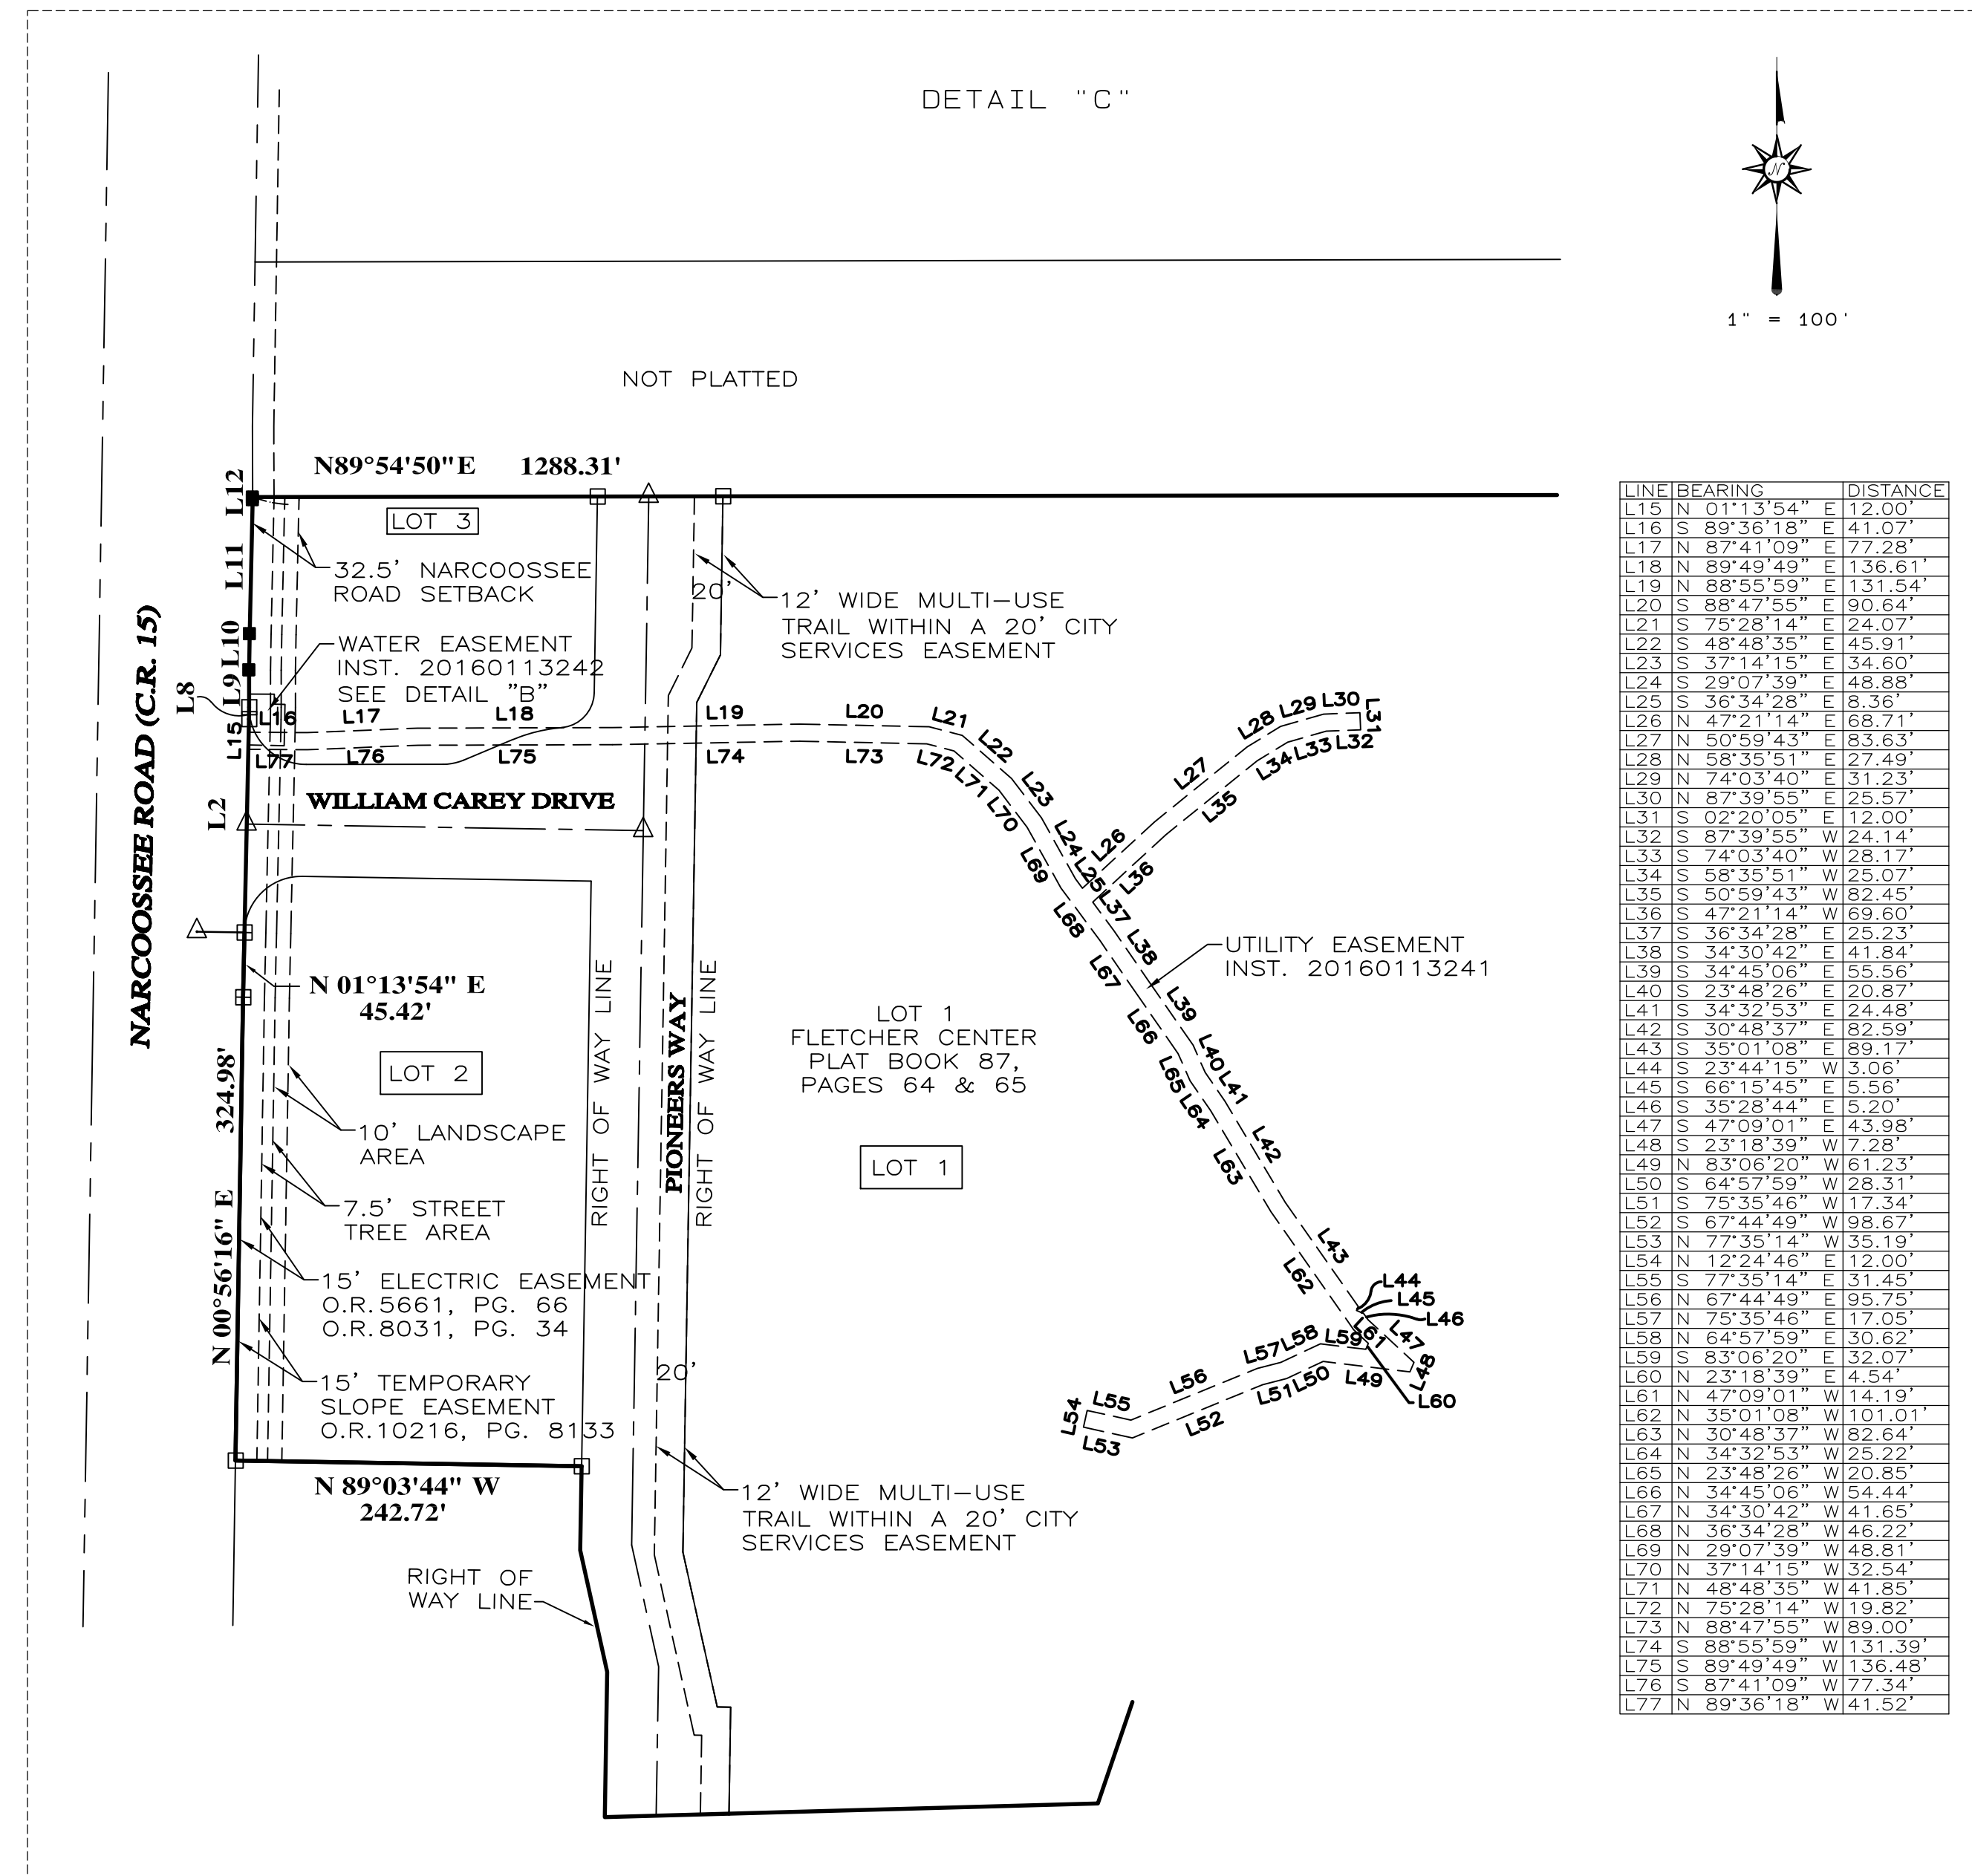 DETAIL "C"
N
1" = 100'
NOT PLATTED
N89°54'50"E 1288.31'
L12
LOT 3
L11
32.5' NARCOOSSEE
ROAD SETBACK
20'
12' WIDE MULTI-USE
TRAIL WITHIN A 20' CITY
SERVICES EASEMENT
L10
WATER EASEMENT
INST. 20160113242
SEE DETAIL "B"
L9
L8
NARCOOSSEE ROAD (C.R. 15)
L15
L16
L17
L18
L19
L20
L21
L22
L23
L24
L25
L26
L27
L28
L29
L30
L31
L32
L33
L34
L35
L36
L37
L38
L39
L40
L41
L42
L43
L44
L45
L46
L47
L48
L49
L50
L51
L52
L53
L54
L55
L56
L57
L58
L59
L60
L61
L62
L63
L64
L65
L66
L67
L68
L69
L70
L71
L72
L73
L74
L75
L76
L77
WILLIAM CAREY DRIVE
L2
UTILITY EASEMENT
INST. 20160113241
N 01°13'54" E
45.42'
RIGHT OF WAY LINE
PIONEERS WAY
RIGHT OF WAY LINE
LOT 1
FLETCHER CENTER
PLAT BOOK 87,
PAGES 64 & 65
LOT 2
LOT 1
N 00°56'16" E 324.98'
10' LANDSCAPE
AREA
7.5' STREET
TREE AREA
15' ELECTRIC EASEMENT
O.R.5661, PG. 66
O.R.8031, PG. 34
20'
15' TEMPORARY
SLOPE EASEMENT
O.R.10216, PG. 8133
N 89°03'44" W
242.72'
12' WIDE MULTI-USE
TRAIL WITHIN A 20' CITY
SERVICES EASEMENT
RIGHT OF
WAY LINE
LINE BEARING DISTANCE
L15 N 01°13'54" E 12.00'
L16 S 89°36'18" E 41.07'
L17 N 87°41'09" E 77.28'
L18 N 89°49'49" E 136.61'
L19 N 88°55'59" E 131.54'
L20 S 88°47'55" E 90.64'
L21 S 75°28'14" E 24.07'
L22 S 48°48'35" E 45.91'
L23 S 37°14'15" E 34.60'
L24 S 29°07'39" E 48.88'
L25 S 36°34'28" E 8.36'
L26 N 47°21'14" E 68.71'
L27 N 50°59'43" E 83.63'
L28 N 58°35'51" E 27.49'
L29 N 74°03'40" E 31.23'
L30 N 87°39'55" E 25.57'
L31 S 02°20'05" E 12.00'
L32 S 87°39'55" W 24.14'
L33 S 74°03'40" W 28.17'
L34 S 58°35'51" W 25.07'
L35 S 50°59'43" W 82.45'
L36 S 47°21'14" W 69.60'
L37 S 36°34'28" E 25.23'
L38 S 34°30'42" E 41.84'
L39 S 34°45'06" E 55.56'
L40 S 23°48'26" E 20.87'
L41 S 34°32'53" E 24.48'
L42 S 30°48'37" E 82.59'
L43 S 35°01'08" E 89.17'
L44 S 23°44'15" W 3.06'
L45 S 66°15'45" E 5.56'
L46 S 35°28'44" E 5.20'
L47 S 47°09'01" E 43.98'
L48 S 23°18'39" W 7.28'
L49 N 83°06'20" W 61.23'
L50 S 64°57'59" W 28.31'
L51 S 75°35'46" W 17.34'
L52 S 67°44'49" W 98.67'
L53 N 77°35'14" W 35.19'
L54 N 12°24'46" E 12.00'
L55 S 77°35'14" E 31.45'
L56 N 67°44'49" E 95.75'
L57 N 75°35'46" E 17.05'
L58 N 64°57'59" E 30.62'
L59 S 83°06'20" E 32.07'
L60 N 23°18'39" E 4.54'
L61 N 47°09'01" W 14.19'
L62 N 35°01'08" W 101.01'
L63 N 30°48'37" W 82.64'
L64 N 34°32'53" W 25.22'
L65 N 23°48'26" W 20.85'
L66 N 34°45'06" W 54.44'
L67 N 34°30'42" W 41.65'
L68 N 36°34'28" W 46.22'
L69 N 29°07'39" W 48.81'
L70 N 37°14'15" W 32.54'
L71 N 48°48'35" W 41.85'
L72 N 75°28'14" W 19.82'
L73 N 88°47'55" W 89.00'
L74 S 88°55'59" W 131.39'
L75 S 89°49'49" W 136.48'
L76 S 87°41'09" W 77.34'
L77 N 89°36'18" W 41.52'